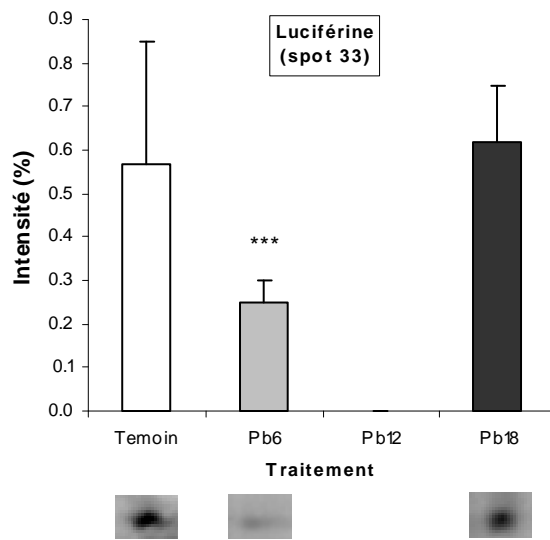 Luciférine
(spot 33)
0.9
0.8
0.7
0.6
0.5
0.4
0.3
0.2
0.1
0.0
Intensité (%)
***
Temoin Pb6 Pb12 Pb18
Traitement